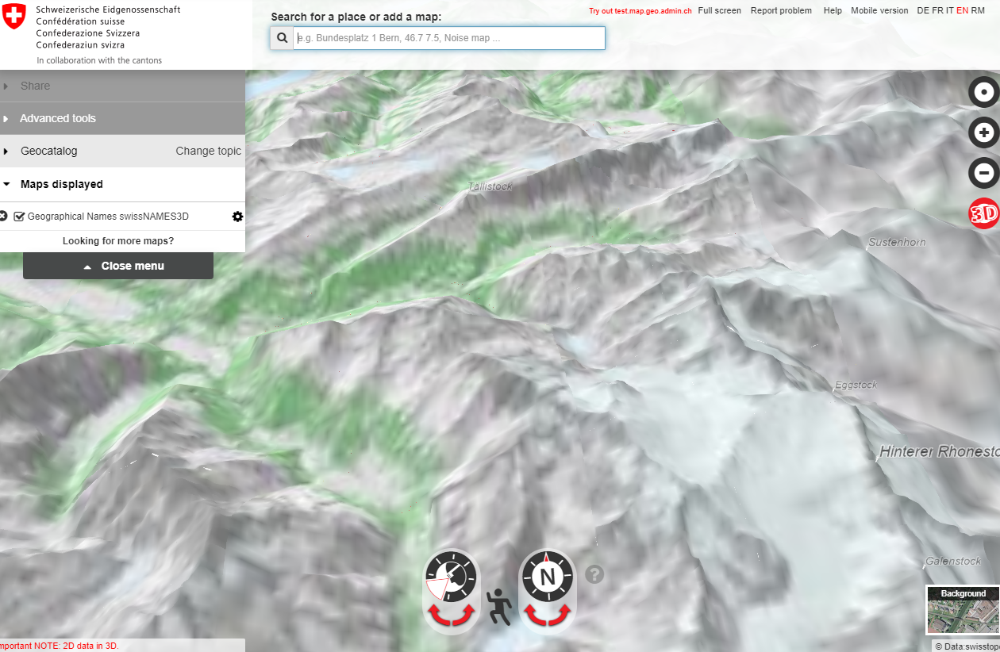 Schweizerische Eidgenossenschaft
Confédération suisse
Confederazione Svizzera
Confederaziun svizra
In collaboration with the cantons
Search for a place or add a map:
e.g. Bundesplatz 1 Bern, 46.7 7.5, Noise map ...
Try out test.map.geo.admin.ch Full screen Report problem Help Mobile version DE FR IT EN RM
Share
Advanced tools
Geocatalog Change topic
Maps displayed
Geographical Names swissNAMES3D
Looking for more maps?
Close menu
3D
Tällistock
Sustenhorn
Eggstock
Hinterer Rhonesto
Galenstock
N
?
Background
mportant NOTE: 2D data in 3D.
© Data:swisstop